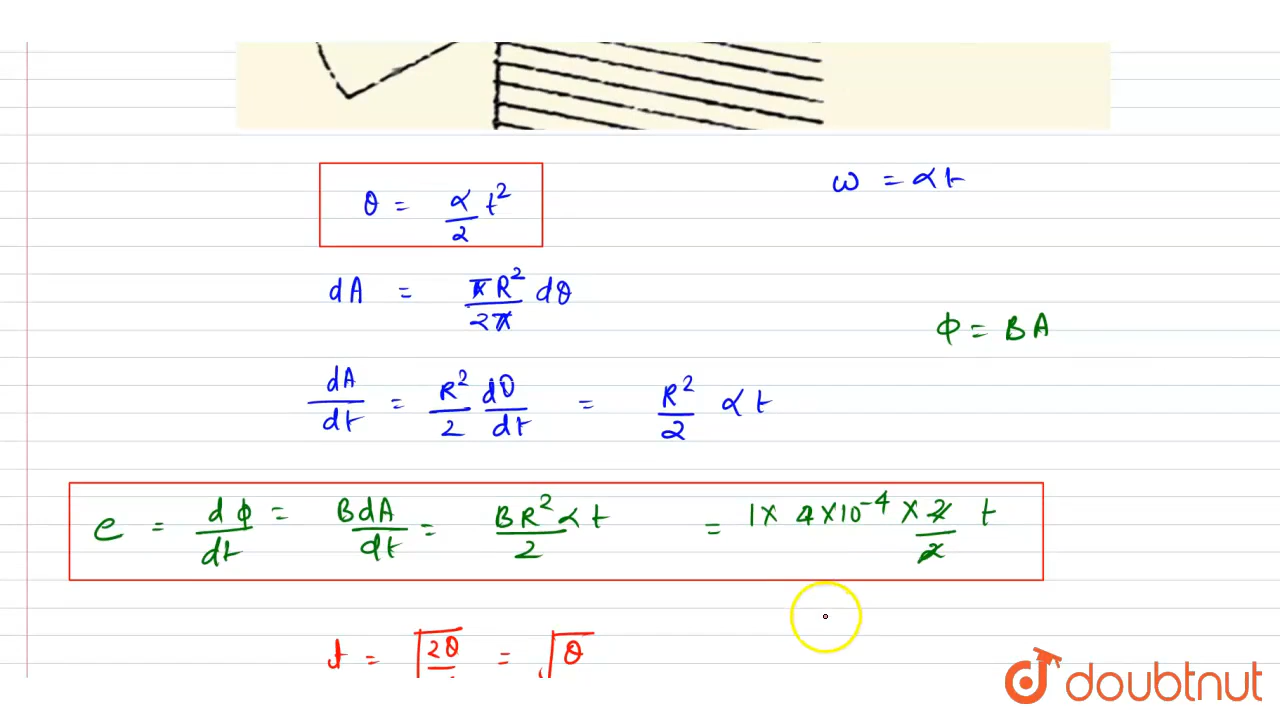 θ = α/2 t²
ω = αt
dA = πR²/2π dθ
φ = BA
dA/dt = R²/2 dθ/dt = R²/2 αt
e = dφ/dt = BdA/dt = BR²αt/2 = 1 × 4 × 10⁻⁴ × 2/2 t
t = √2θ = √θ
doubtnut